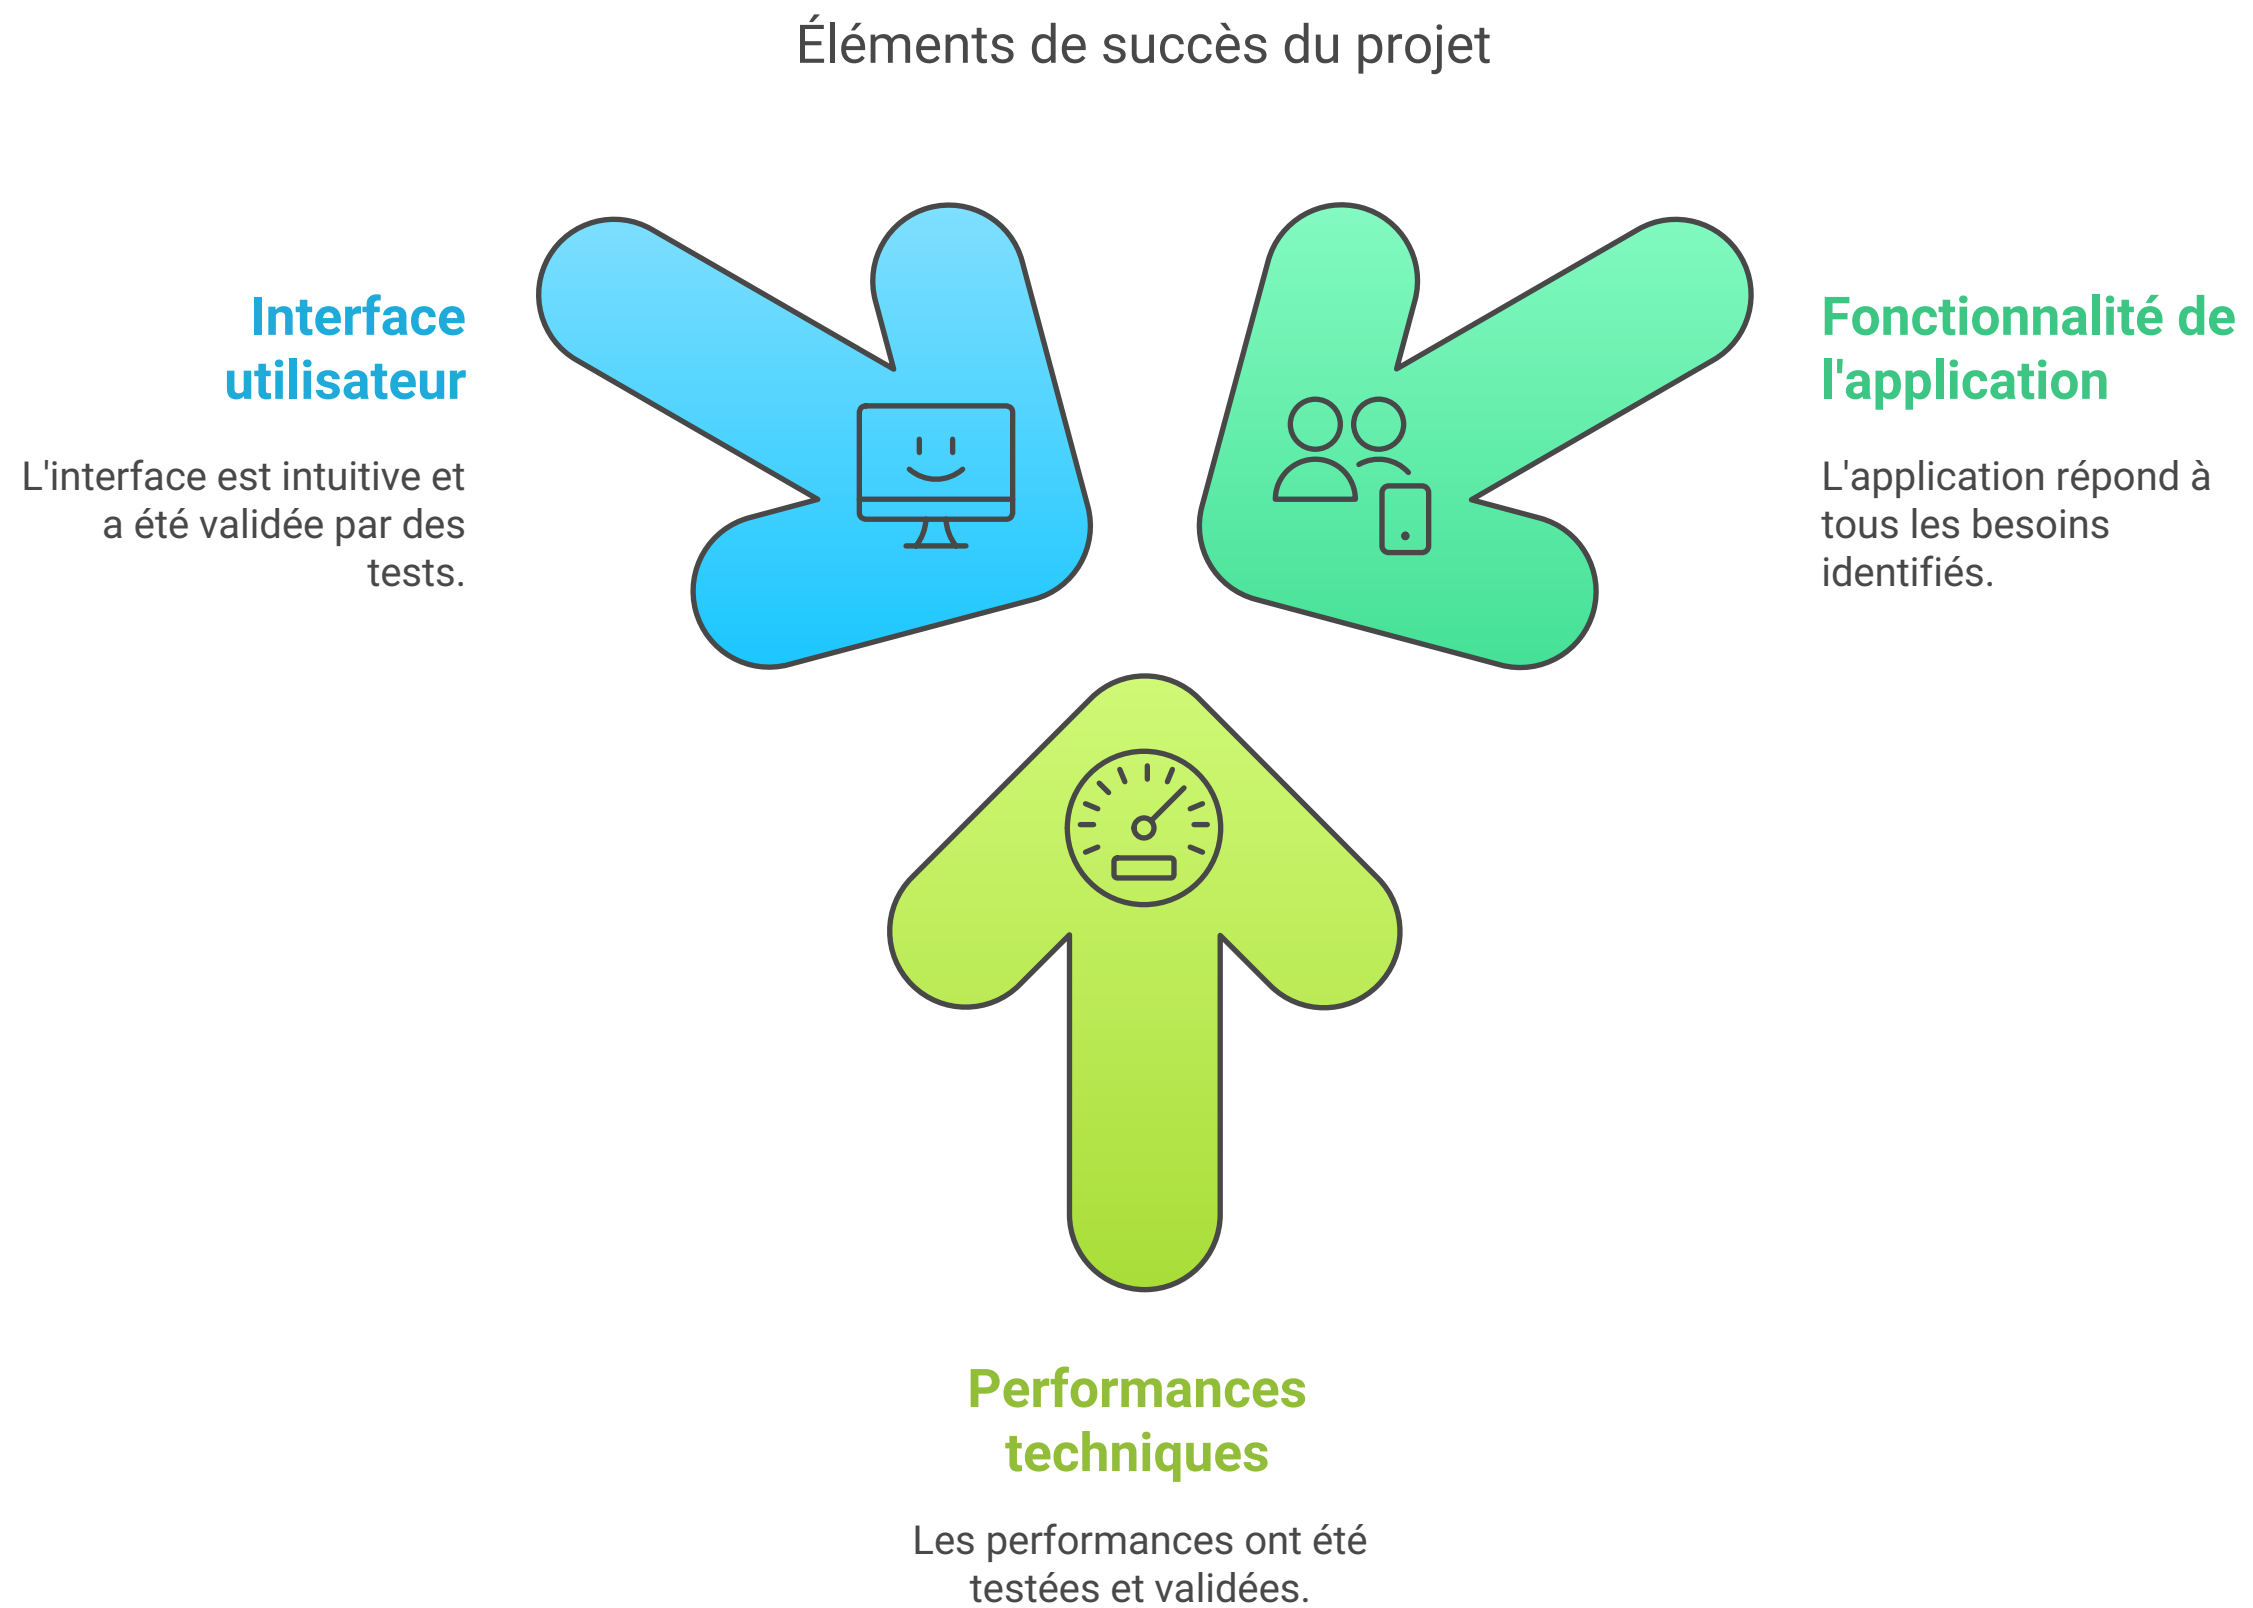 Éléments de succès du projet
Interface
utilisateur
L'interface est intuitive et
a été validée par des
tests.
Fonctionnalité de
l'application
L'application répond à
tous les besoins
identifiés.
Performances
techniques
Les performances ont été
testées et validées.